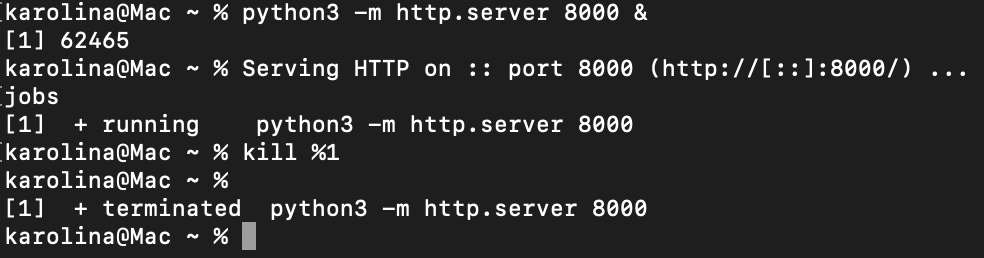 [karolina@Mac ~ % python3 -m http.server 8000 &
[1] 62465
karolina@Mac ~ % Serving HTTP on :: port 8000 (http://[::]:8000/) ...
[jobs
[1]  + running    python3 -m http.server 8000
[karolina@Mac ~ % kill %1
karolina@Mac ~ %
[1]  + terminated  python3 -m http.server 8000
karolina@Mac ~ %